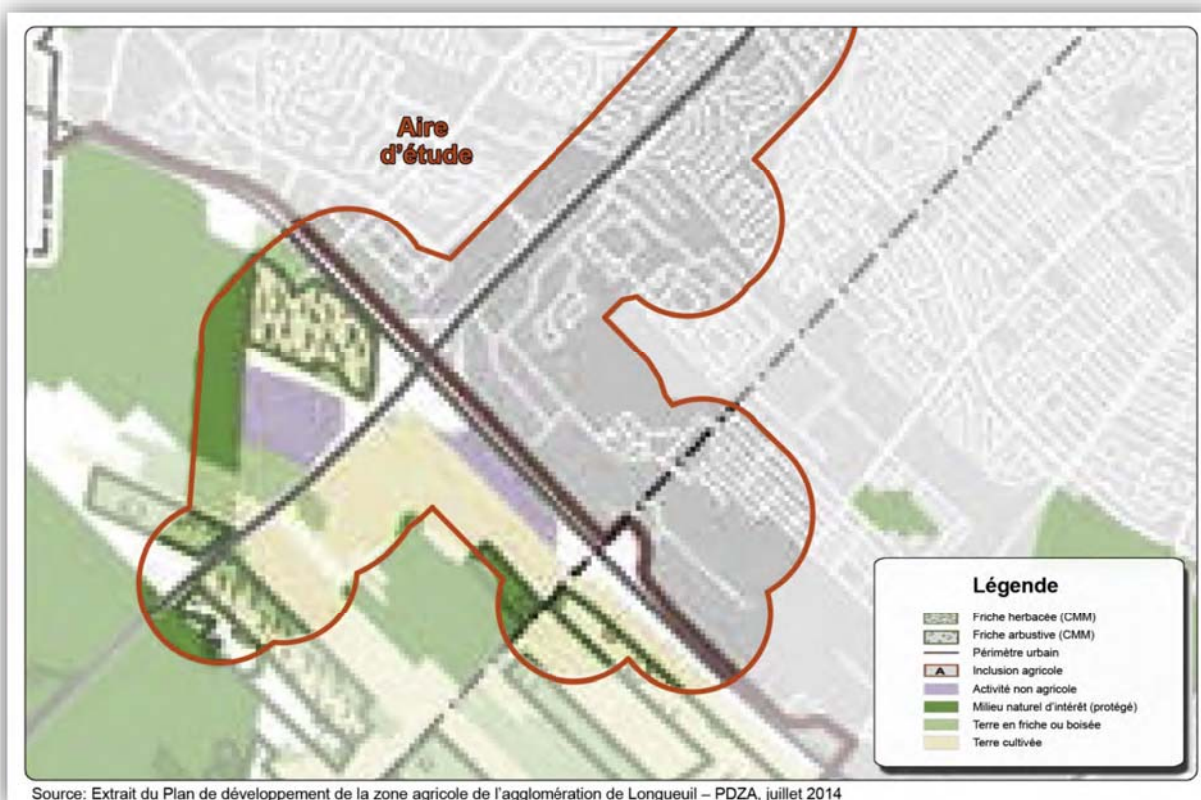 Aire
d'étude
Légende
Friche herbacée (CMM)
Friche arbustive (CMM)
Périmètre urbain
A
Inclusion agricole
Activité non agricole
Milieu naturel d'intérêt (protégé)
Terre en friche ou boisée
Terre cultivée
Source: Extrait du Plan de développement de la zone agricole de l'agglomération de Longueuil – PDZA, juillet 2014